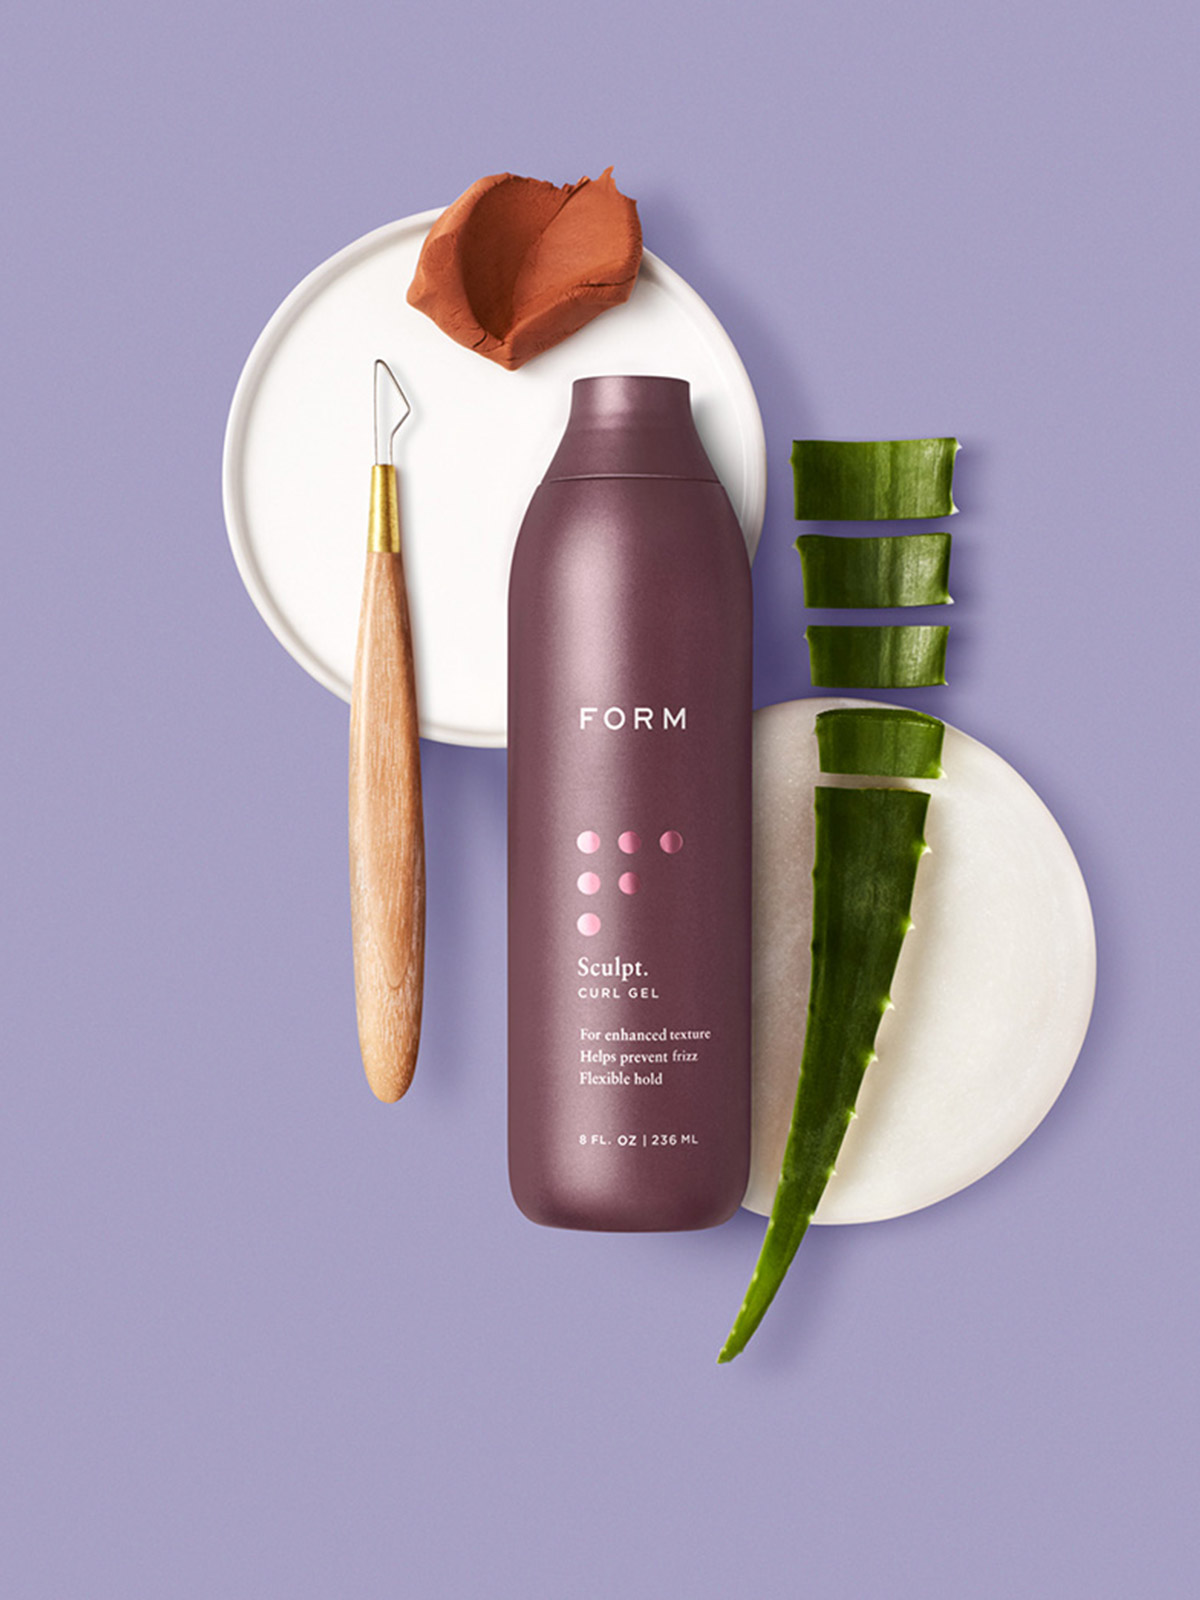 FORM
Sculpt.
CURL GEL
For enhanced texture
Helps prevent frizz
Flexible hold
8 FL. OZ | 236 ML